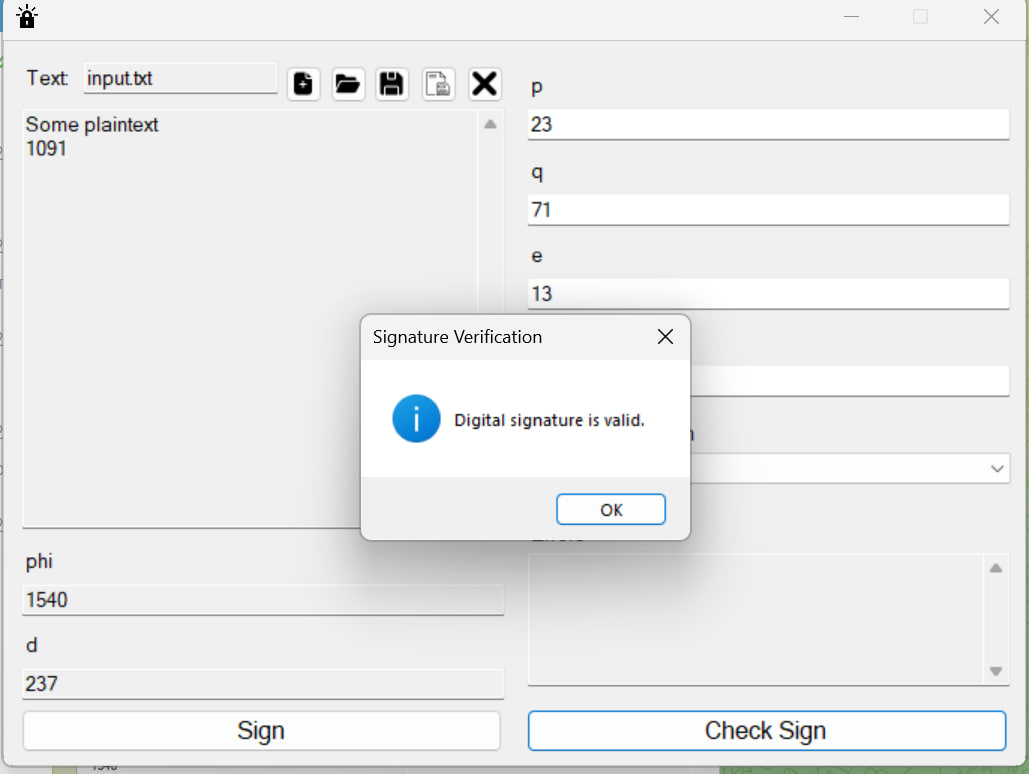 Text: input.txt
Some plaintext
1091
p
23
q
71
e
13
Signature Verification
Digital signature is valid.
OK
phi
1540
d
237
Sign
Check Sign